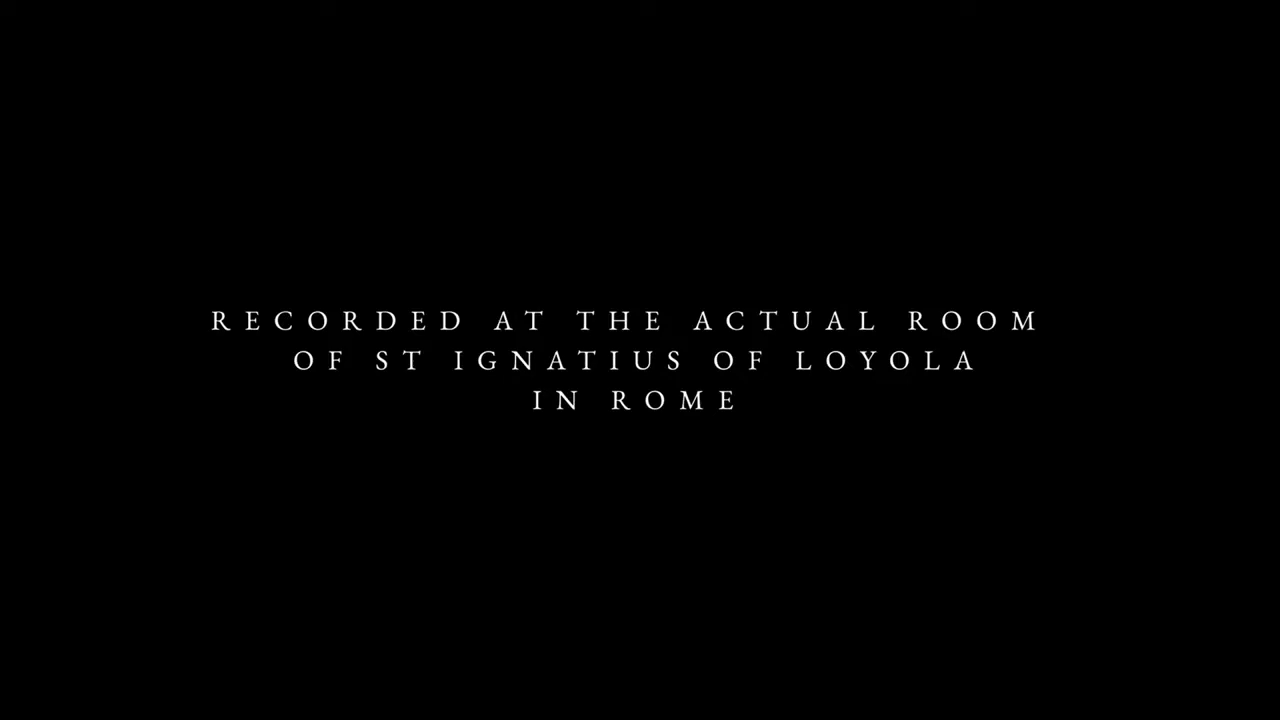 RECORDED AT THE ACTUAL ROOM
OF ST IGNATIUS OF LOYOLA
IN ROME